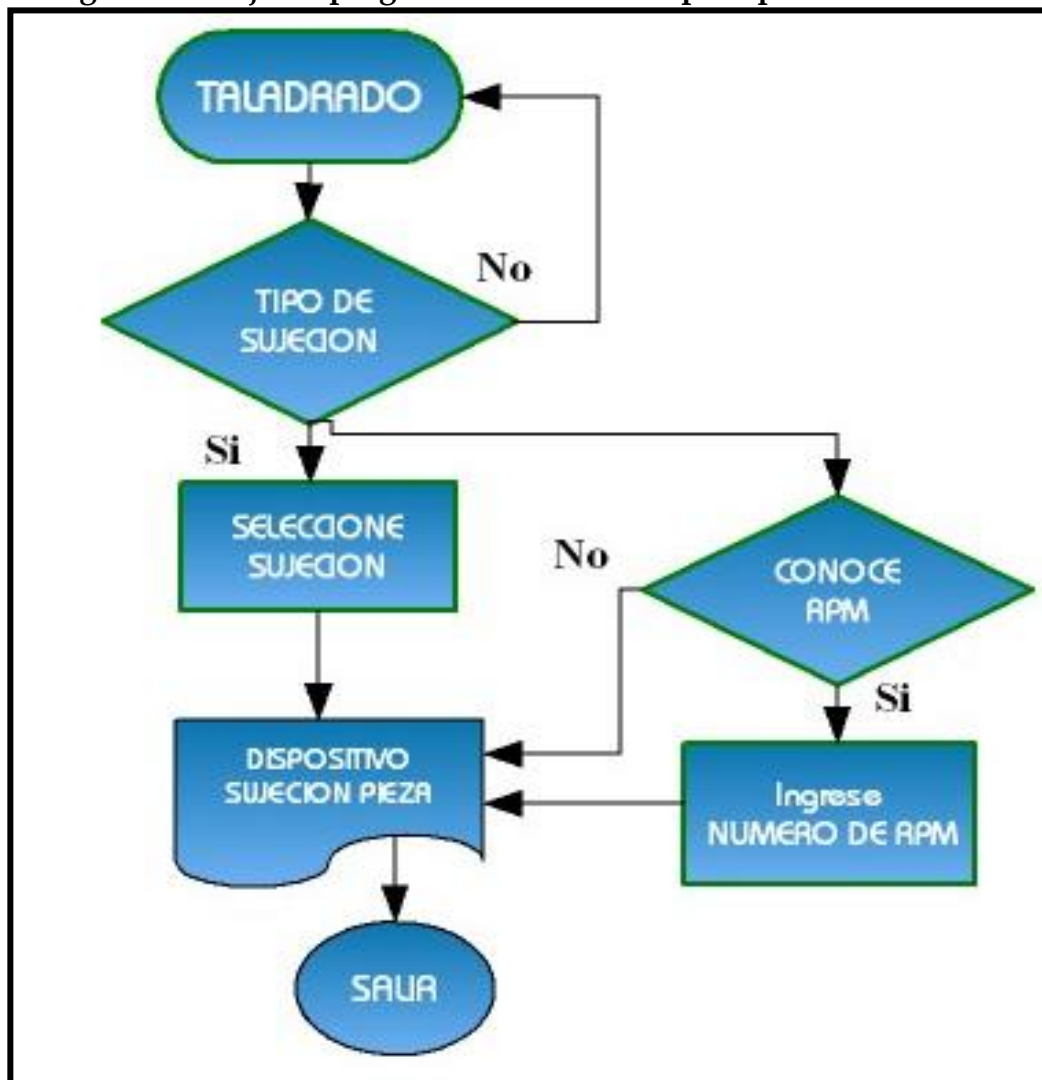 TALADRADO
TIPO DE
SUJECION
No
Si
SELECCIONE
SUJECION
No
CONOCE
RPM
Si
DISPOSITIVO
SUJECION PIEZA
Ingrese
NUMERO DE RPM
SALIR